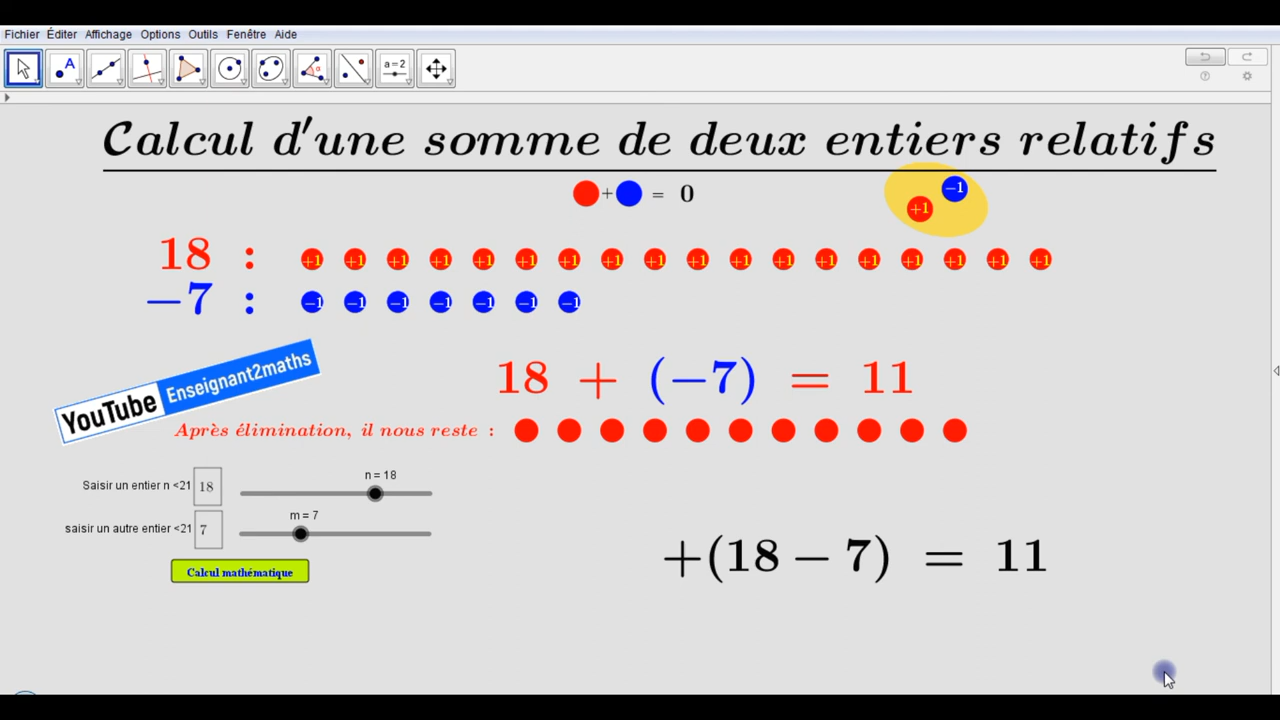 Fichier Éditer Affichage Options Outils Fenêtre Aide
A
α
a = 2
Calcul d'une somme de deux entiers relatifs
+ = 0
−1
+1
18 : +1 +1 +1 +1 +1 +1 +1 +1 +1 +1 +1 +1 +1 +1 +1 +1 +1 +1
−7 : −1 −1 −1 −1 −1 −1 −1
YouTube Enseignant2maths
18 + (−7) = 11
Après élimination, il nous reste :
n = 18
Saisir un entier n <21 18
m = 7
saisir un autre entier <21 7
+(18 − 7) = 11
Calcul mathématique